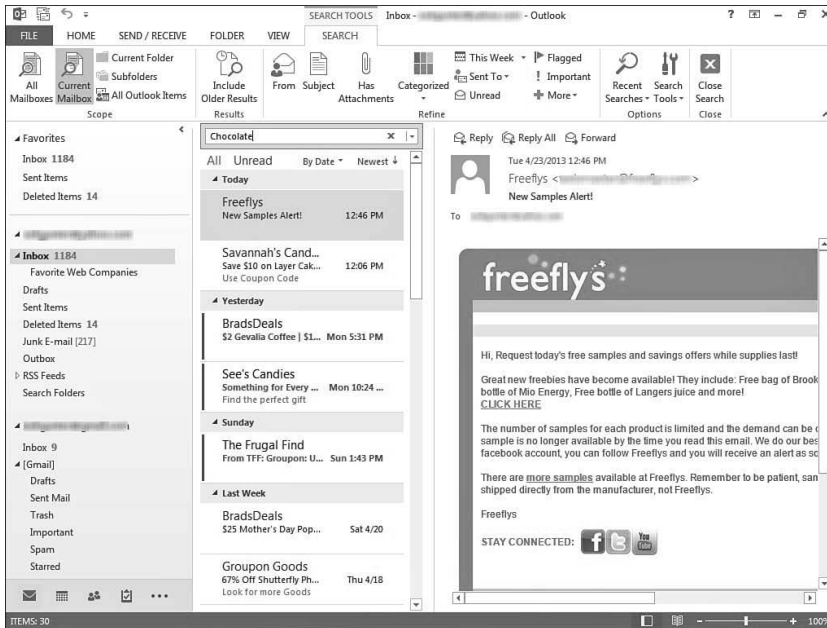 SEARCH TOOLS Inbox - - Outlook
FILE HOME SEND / RECEIVE FOLDER VIEW SEARCH
All Mailboxes
Current Mailbox
Current Folder
Subfolders
All Outlook Items
Scope
Include Older Results
Results
From
Subject
Has Attachments
Categorized
This Week
Sent To
Unread
Flagged
! Important
More
Refine
Recent Searches
Search Tools
Options
Close Search
Close
Favorites
Inbox 1184
Sent Items
Deleted Items 14
Inbox 1184
Favorite Web Companies
Drafts
Sent Items
Deleted Items 14
Junk E-mail [217]
Outbox
RSS Feeds
Search Folders
Inbox 9
[Gmail]
Drafts
Sent Mail
Trash
Important
Spam
Starred
Chocolate
All Unread By Date Newest
Today
Freeflys
New Samples Alert! 12:46 PM
Savannah's Cand...
Save $10 on Layer Cak... 12:06 PM
Use Coupon Code
Yesterday
BradsDeals
$2 Gevalia Coffee | $1... Mon 5:31 PM
See's Candies
Something for Every ... Mon 10:24 ...
Find the perfect gift
Sunday
The Frugal Find
From TFF: Groupon: U... Sun 1:43 PM
Last Week
BradsDeals
$25 Mother's Day Pop... Sat 4/20
Groupon Goods
67% Off Shutterfly Ph... Thu 4/18
Look for more Goods
Reply Reply All Forward
Tue 4/23/2013 12:46 PM
Freeflys < >
New Samples Alert!
To
freefly's
Hi, Request today's free samples and savings offers while supplies last!
Great new freebies have become available! They include: Free bag of Brook
bottle of Mio Energy, Free bottle of Langers juice and more!
CLICK HERE
The number of samples for each product is limited and the demand can be
sample is no longer available by the time you read this email. We do our bes
facebook account, you can follow Freeflys and you will receive an alert as so
There are more samples available at Freeflys. Remember to be patient, sam
shipped directly from the manufacturer, not Freeflys.
Freeflys
STAY CONNECTED: f t You Tube
ITEMS: 30
100%